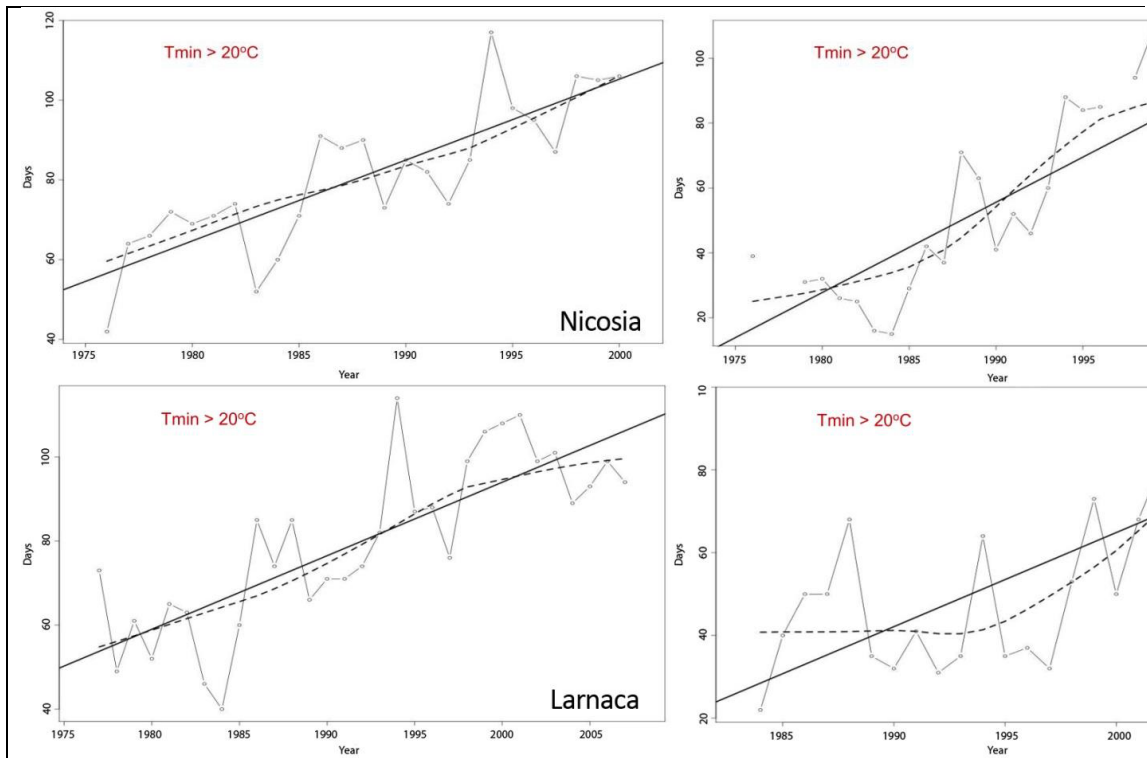 120
Tmin > 20°C
100
Days
80
60
40
Nicosia
1975 1980 1985 1990 1995 2000
Year
Tmin > 20°C
100
80
Days
60
40
20
1975 1980 1985 1990 1995
Year
Tmin > 20°C
100
Days
80
60
40
Larnaca
1975 1980 1985 1990 1995 2000 2005
Year
10
Tmin > 20°C
80
Days
60
40
20
1985 1990 1995 2000
Year